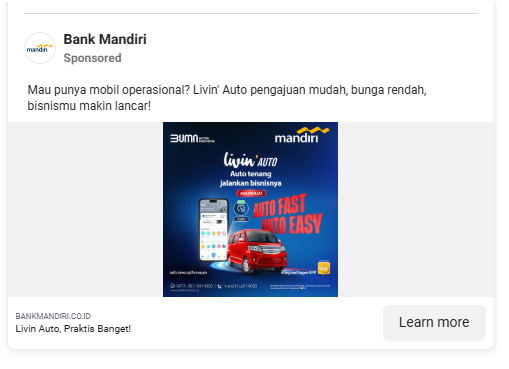 mandiri
Bank Mandiri
Sponsored
Mau punya mobil operasional? Livin' Auto pengajuan mudah, bunga rendah,
bisnismu makin lancar!
BUMN
mandiri
livin' AUTO
Auto tenang
jalankan bisnisnya
AUTO FAST
AUTO EASY
BANKMANDIRI.CO.ID
Livin Auto, Praktis Banget!
Learn more